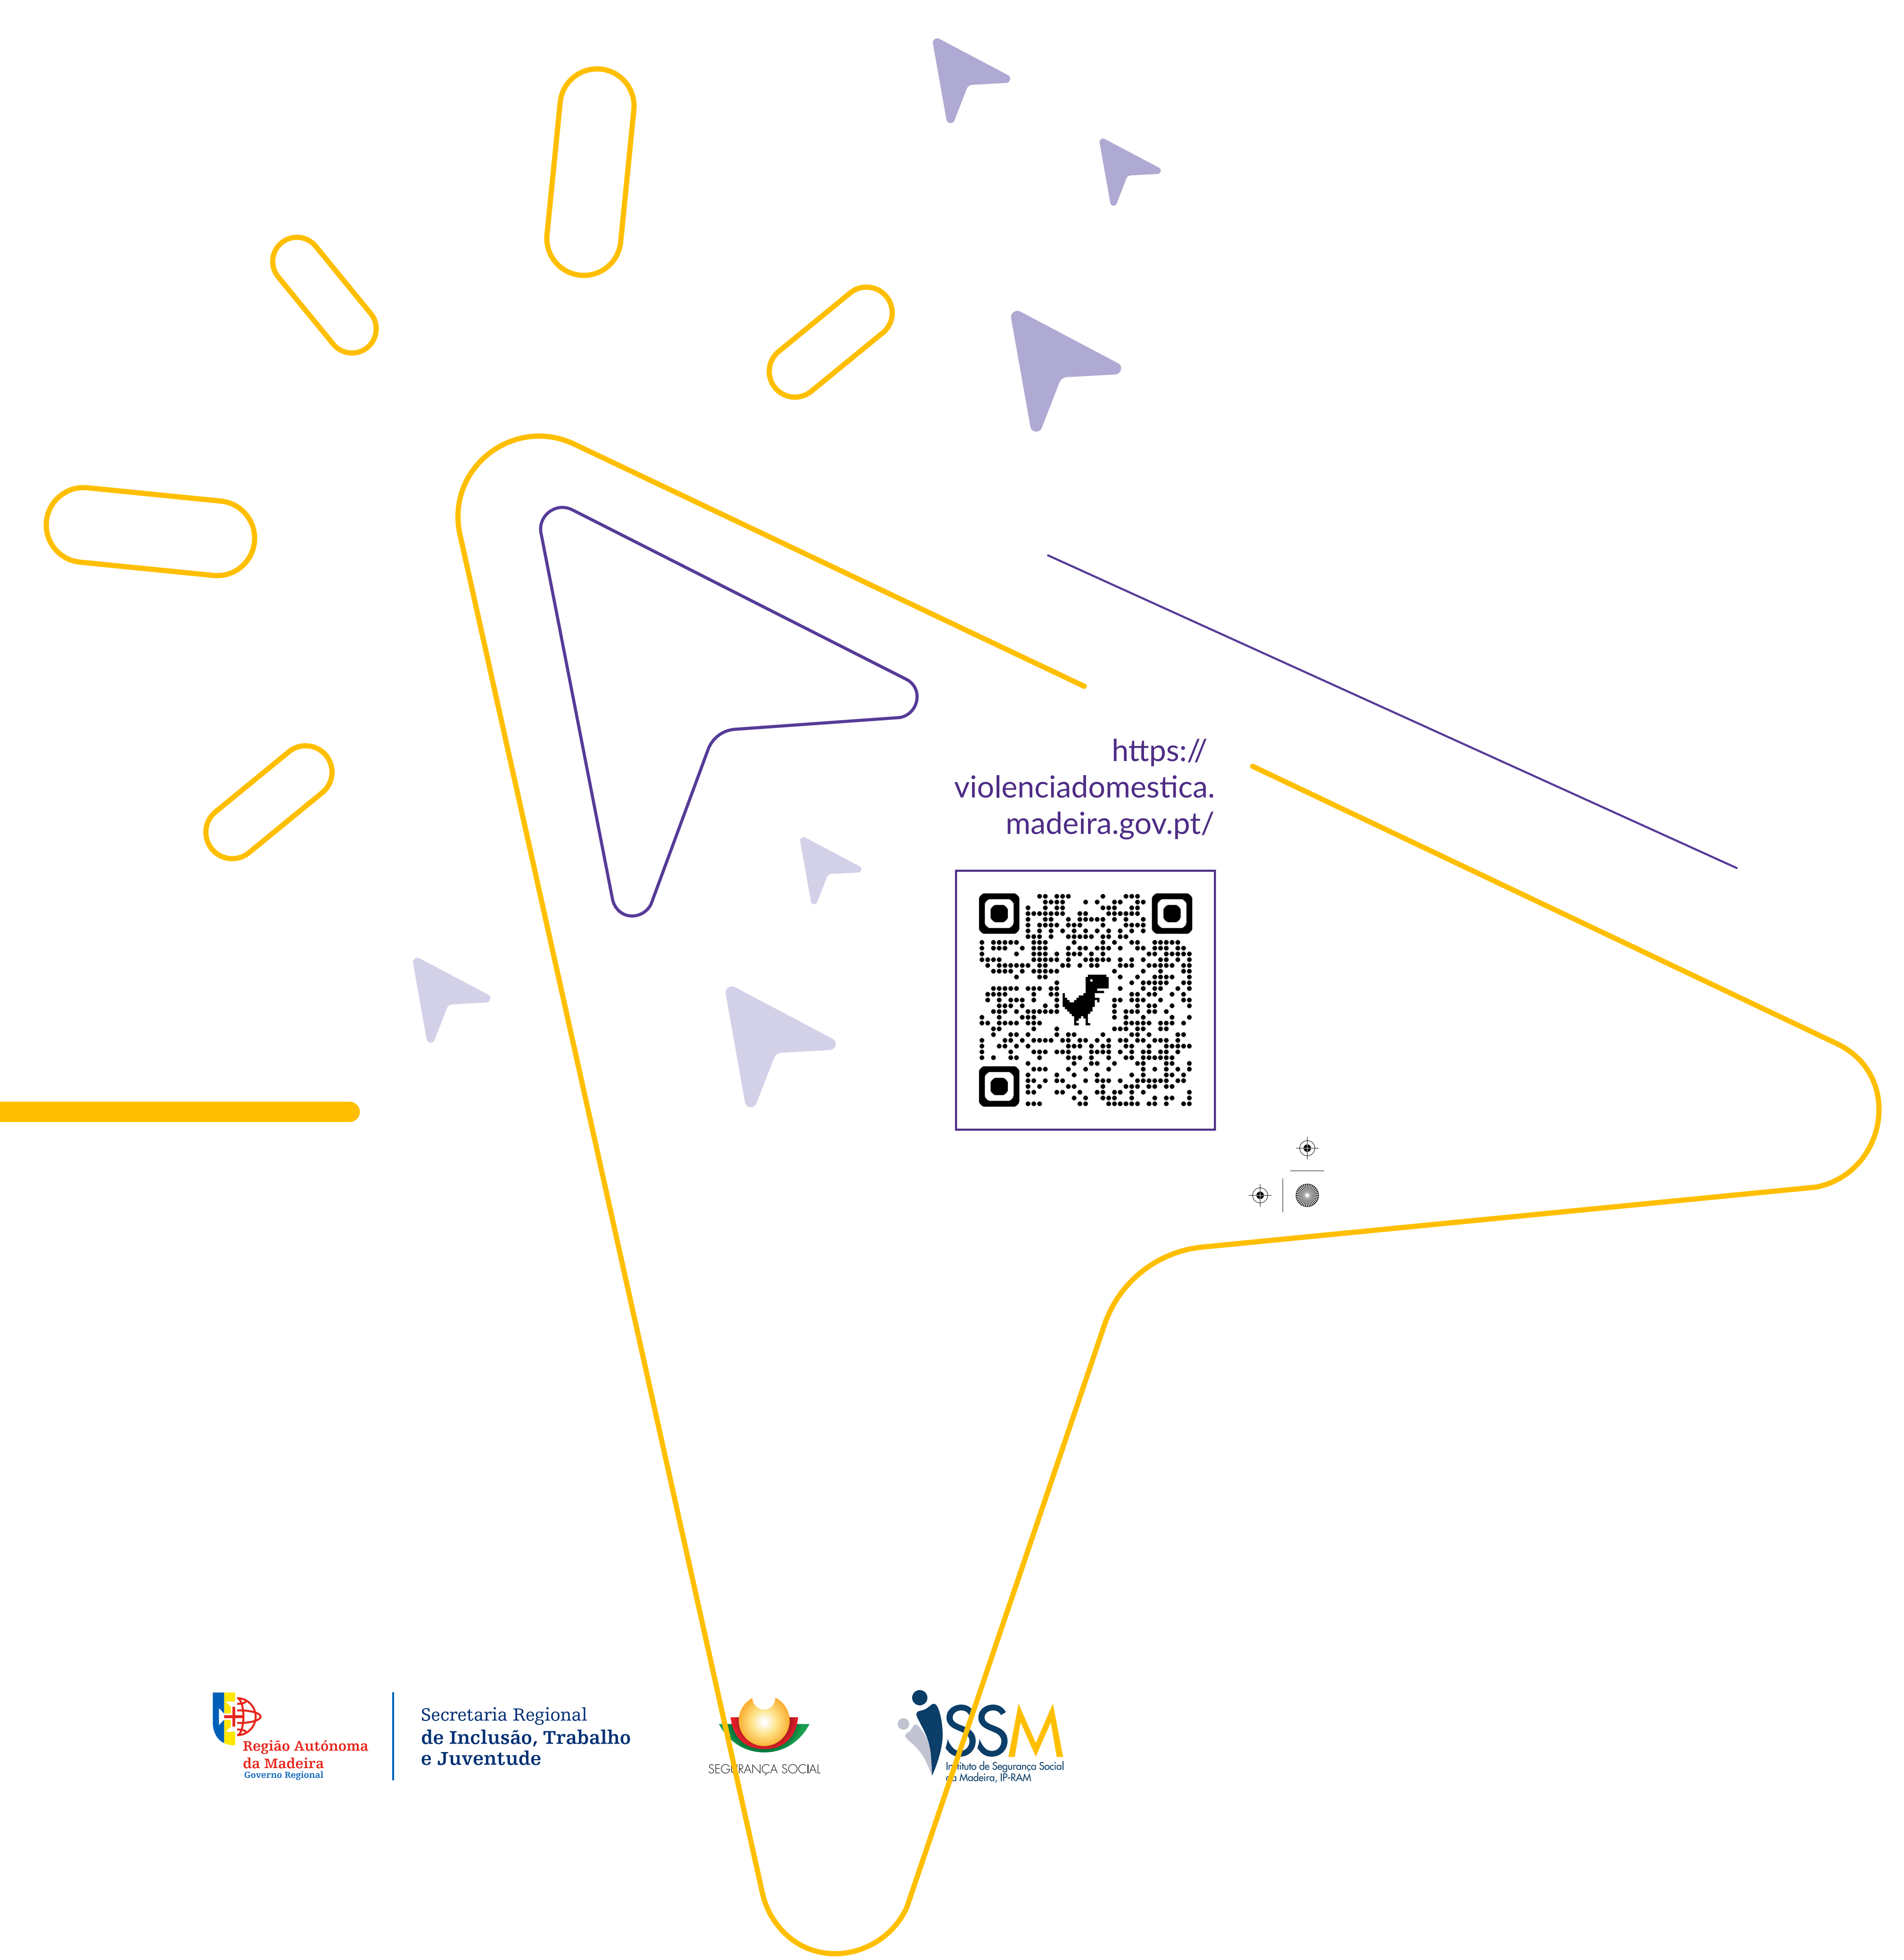 https://
violenciadomestica.
madeira.gov.pt/
Região Autónoma
da Madeira
Governo Regional
Secretaria Regional
de Inclusão, Trabalho
e Juventude
SEGURANÇA SOCIAL
iSSM
Instituto de Segurança Social
da Madeira, IP-RAM